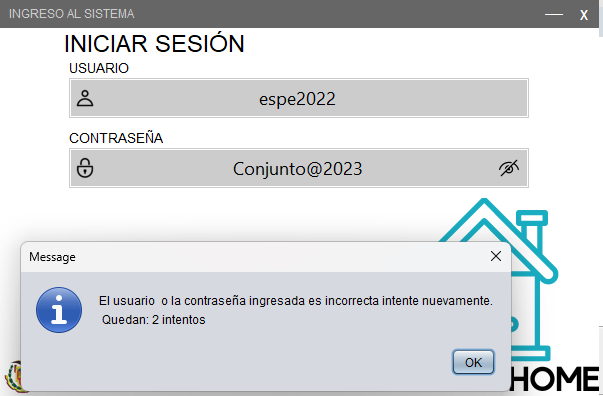 INGRESO AL SISTEMA
X
INICIAR SESIÓN
USUARIO
espe2022
CONTRASEÑA
Conjunto@2023
Message
El usuario  o la contraseña ingresada es incorrecta intente nuevamente.
Quedan: 2 intentos
OK
HOME